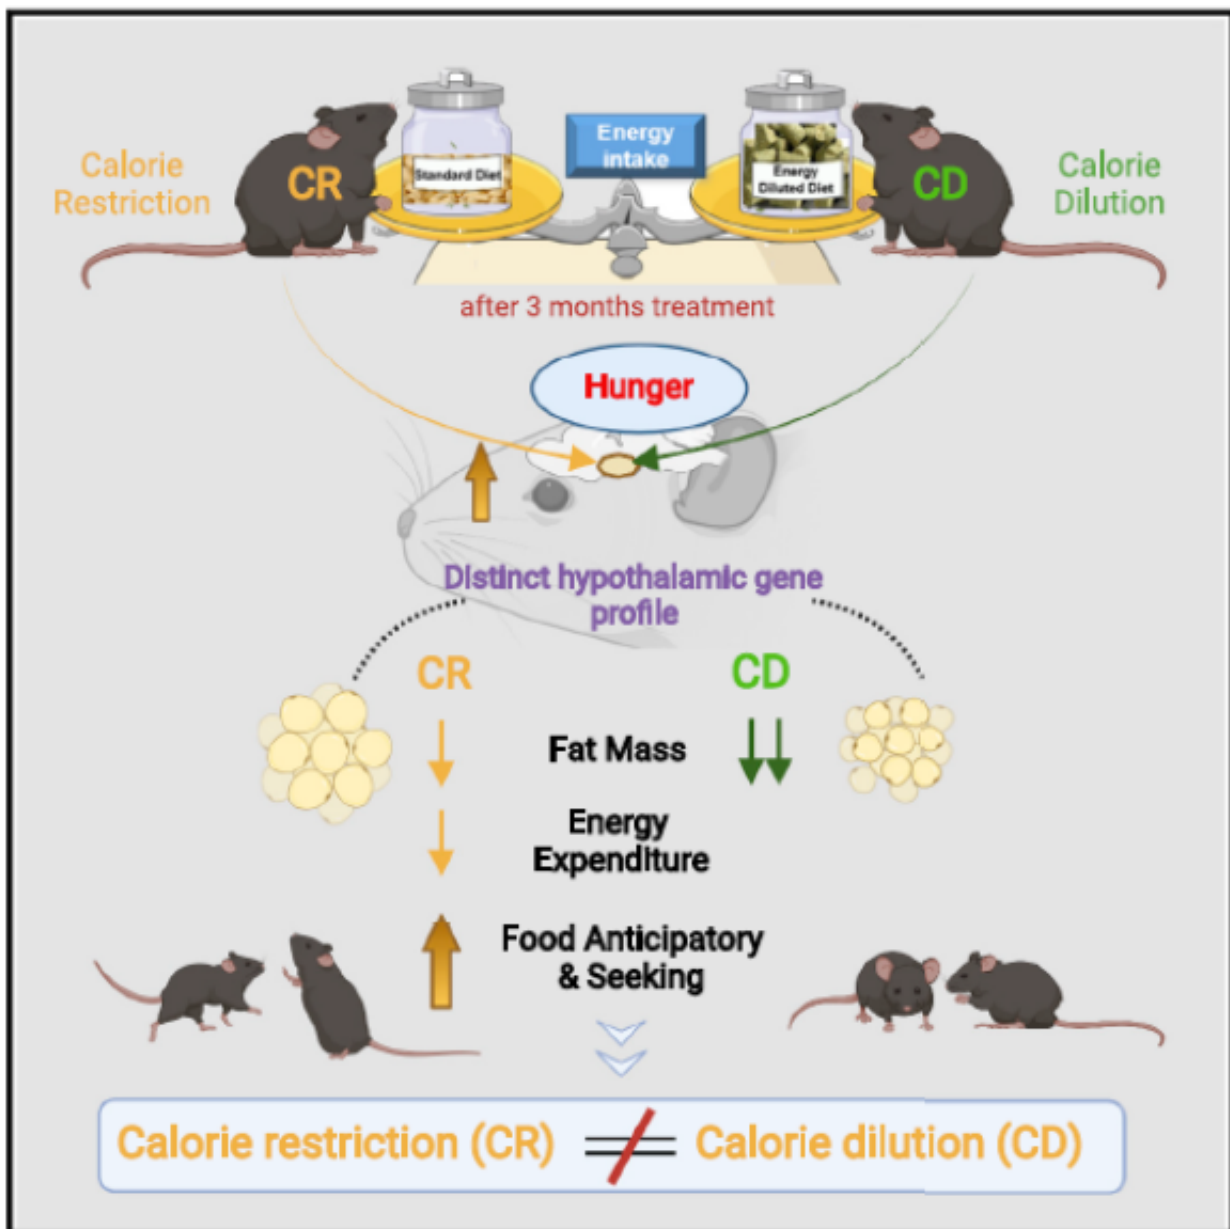 Energy
intake
Calorie
Restriction
CR
Standard Diet
Energy
Diluted Diet
CD
Calorie
Dilution
after 3 months treatment
Hunger
Distinct hypothalamic gene
profile
CR
CD
Fat Mass
Energy
Expenditure
Food Anticipatory
& Seeking
Calorie restriction (CR) ≠ Calorie dilution (CD)